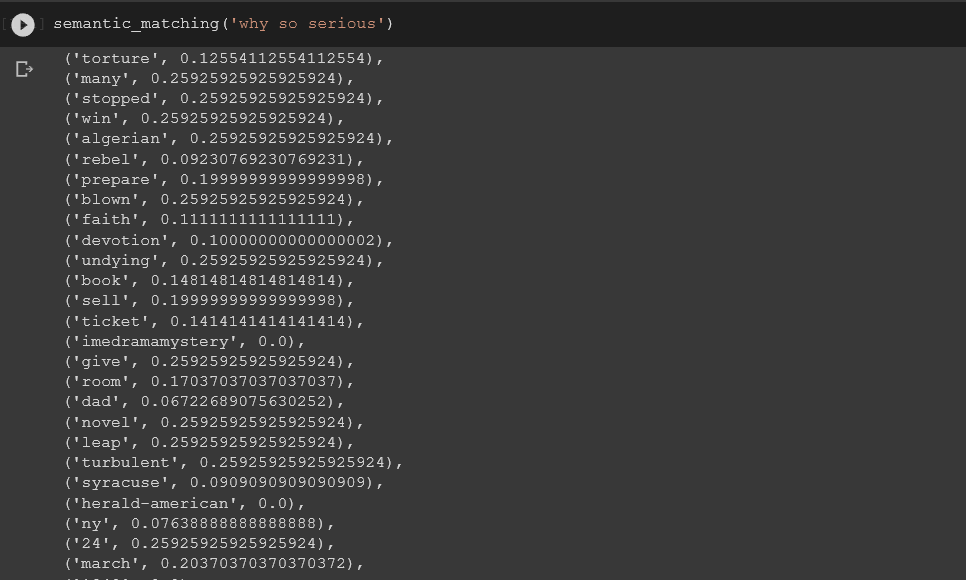 semantic_matching('why so serious')
('torture', 0.12554112554112554),
('many', 0.25925925925925924),
('stopped', 0.25925925925925924),
('win', 0.25925925925925924),
('algerian', 0.25925925925925924),
('rebel', 0.09230769230769231),
('prepare', 0.19999999999999998),
('blown', 0.25925925925925924),
('faith', 0.1111111111111111),
('devotion', 0.10000000000000002),
('undying', 0.25925925925925924),
('book', 0.14814814814814814),
('sell', 0.19999999999999998),
('ticket', 0.1414141414141414),
('imedramamystery', 0.0),
('give', 0.25925925925925924),
('room', 0.17037037037037037),
('dad', 0.06722689075630252),
('novel', 0.25925925925925924),
('leap', 0.25925925925925924),
('turbulent', 0.25925925925925924),
('syracuse', 0.0909090909090909),
('herald-american', 0.0),
('ny', 0.07638888888888888),
('24', 0.25925925925925924),
('march', 0.20370370370370372),